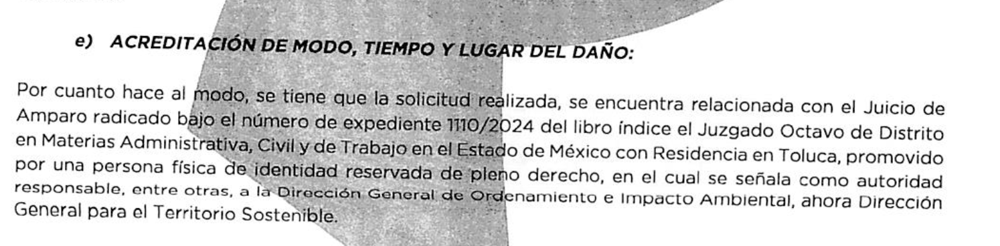 e) ACREDITACIÓN DE MODO, TIEMPO Y LUGAR DEL DAÑO:
Por cuanto hace al modo, se tiene que la solicitud realizada, se encuentra relacionada con el Juicio de
Amparo radicado bajo el número de expediente 1110/2024 del libro índice el Juzgado Octavo de Distrito
en Materias Administrativa, Civil y de Trabajo en el Estado de México con Residencia en Toluca, promovido
por una persona física de identidad reservada de pleno derecho, en el cual se señala como autoridad
responsable, entre otras, a la Dirección General de Ordenamiento e Impacto Ambiental, ahora Dirección
General para el Territorio Sostenible.